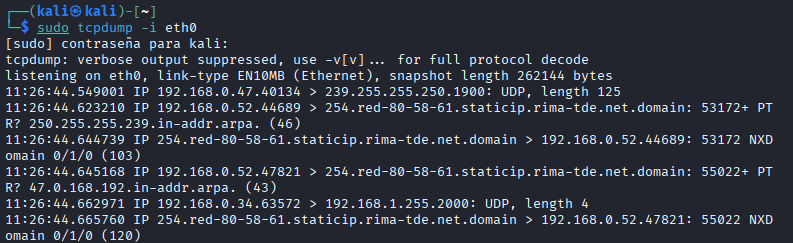 ┌──(kali㉿kali)-[~]
└─$ sudo tcpdump -i eth0
[sudo] contraseña para kali:
tcpdump: verbose output suppressed, use -v[v]... for full protocol decode
listening on eth0, link-type EN10MB (Ethernet), snapshot length 262144 bytes
11:26:44.549001 IP 192.168.0.47.40134 > 239.255.255.250.1900: UDP, length 125
11:26:44.623210 IP 192.168.0.52.44689 > 254.red-80-58-61.staticip.rima-tde.net.domain: 53172+ PT
R? 250.255.255.239.in-addr.arpa. (46)
11:26:44.644739 IP 254.red-80-58-61.staticip.rima-tde.net.domain > 192.168.0.52.44689: 53172 NXD
omain 0/1/0 (103)
11:26:44.645168 IP 192.168.0.52.47821 > 254.red-80-58-61.staticip.rima-tde.net.domain: 55022+ PT
R? 47.0.168.192.in-addr.arpa. (43)
11:26:44.662971 IP 192.168.0.34.63572 > 192.168.1.255.2000: UDP, length 4
11:26:44.665760 IP 254.red-80-58-61.staticip.rima-tde.net.domain > 192.168.0.52.47821: 55022 NXD
omain 0/1/0 (120)